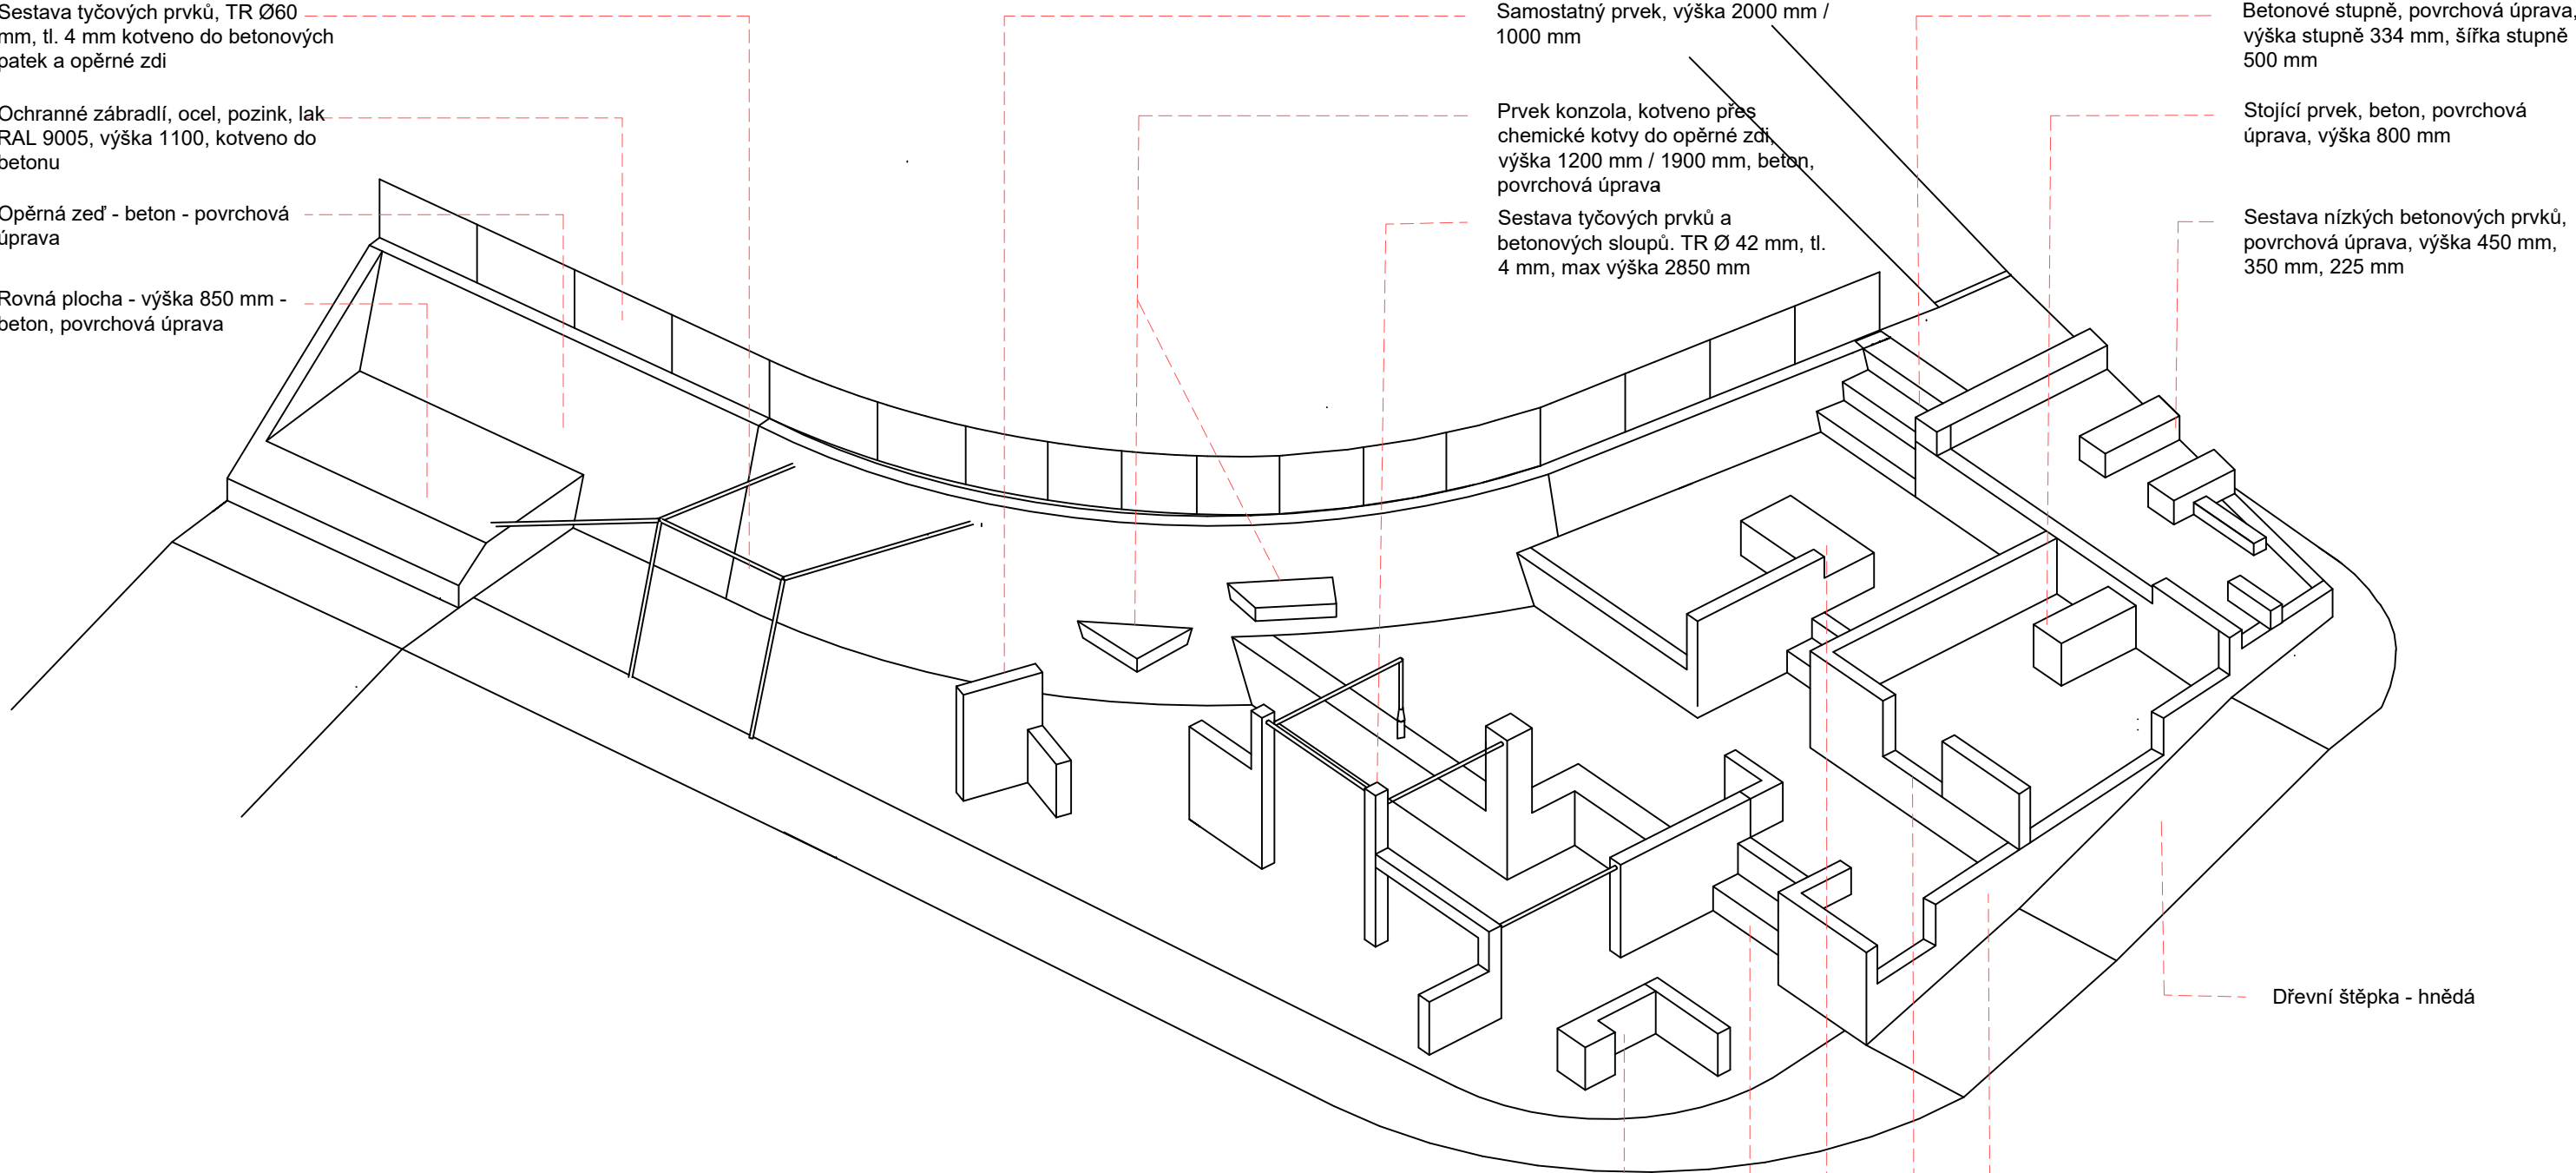 Sestava tyčových prvků, TR Ø60
mm, tl. 4 mm kotveno do betonových
patek a opěrné zdi
Ochranné zábradlí, ocel, pozink, lak
RAL 9005, výška 1100, kotveno do
betonu
Opěrná zeď - beton - povrchová
úprava
Rovná plocha - výška 850 mm -
beton, povrchová úprava
Samostatný prvek, výška 2000 mm /
1000 mm
Prvek konzola, kotveno přes
chemické kotvy do opěrné zdi,
výška 1200 mm / 1900 mm, beton,
povrchová úprava
Sestava tyčových prvků a
betonových sloupů. TR Ø 42 mm, tl.
4 mm, max výška 2850 mm
Betonové stupně, povrchová úprava,
výška stupně 334 mm, šířka stupně
500 mm
Stojící prvek, beton, povrchová
úprava, výška 800 mm
Sestava nízkých betonových prvků,
povrchová úprava, výška 450 mm,
350 mm, 225 mm
Dřevní štěpka - hnědá